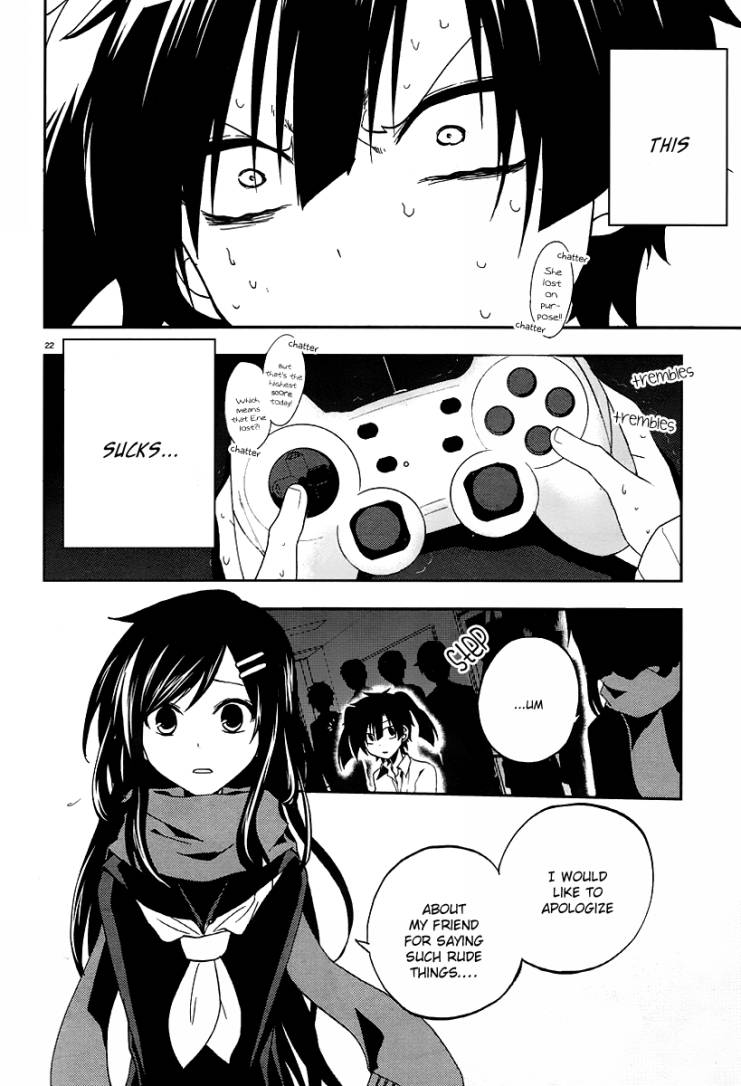 THIS
chatter
She
lost
on
pur-
pose!!
chatter
22
SUCKS...
chatter
But
that's the
highest
score
today!
Which
means
that Ene
lost?!
chatter
trembles
trembles
step
...UM
I WOULD
LIKE TO
APOLOGIZE
ABOUT
MY FRIEND
FOR SAYING
SUCH RUDE
THINGS....